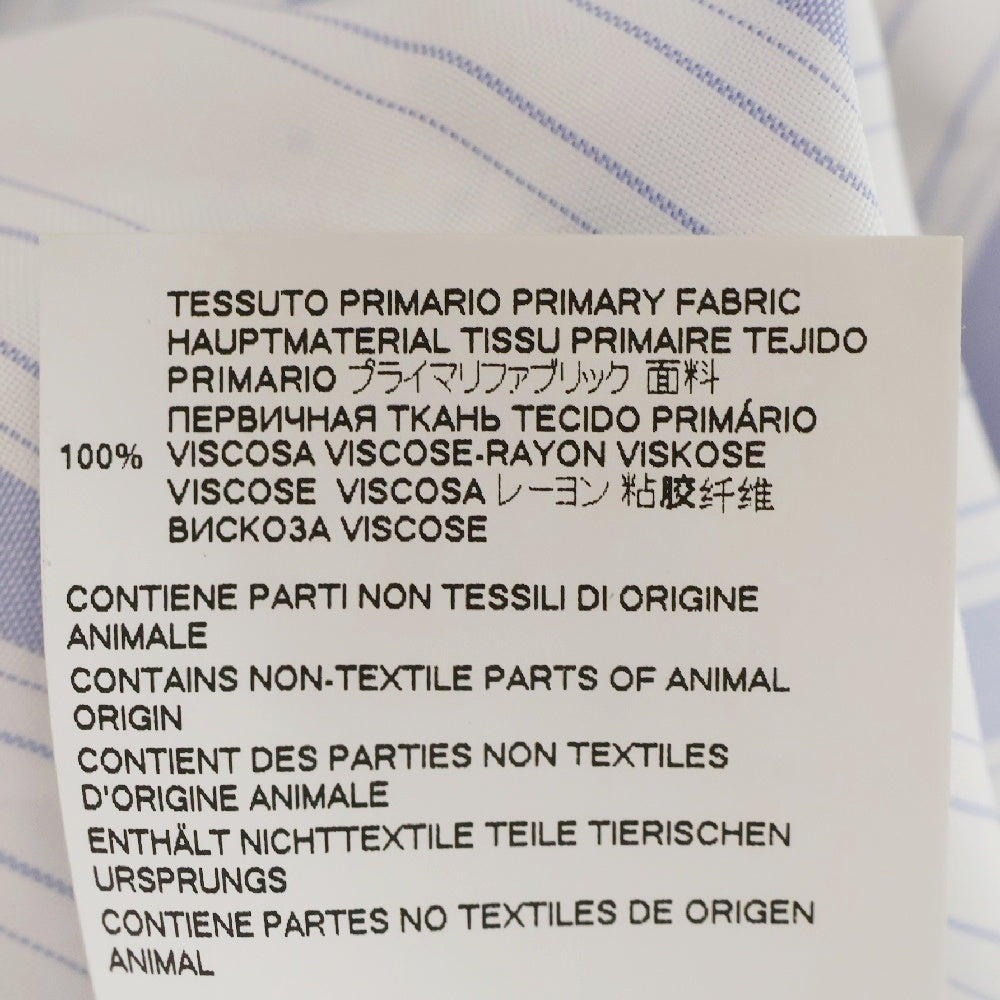 TESSUTO PRIMARIO PRIMARY FABRIC
HAUPTMATERIAL TISSU PRIMAIRE TEJIDO
PRIMARIO プライマリファブリック 面料
ПЕРВИЧНАЯ ТКАНЬ TECIDO PRIMÁRIO
100% VISCOSA VISCOSE-RAYON VISKOSE
VISCOSE VISCOSA レーヨン 粘胶纤维
ВИСКОЗА VISCOSE
CONTIENE PARTI NON TESSILI DI ORIGINE
ANIMALE
CONTAINS NON-TEXTILE PARTS OF ANIMAL
ORIGIN
CONTIENT DES PARTIES NON TEXTILES
D'ORIGINE ANIMALE
ENTHÄLT NICHTTEXTILE TEILE TIERISCHEN
URSPRUNGS
CONTIENE PARTES NO TEXTILES DE ORIGEN
ANIMAL